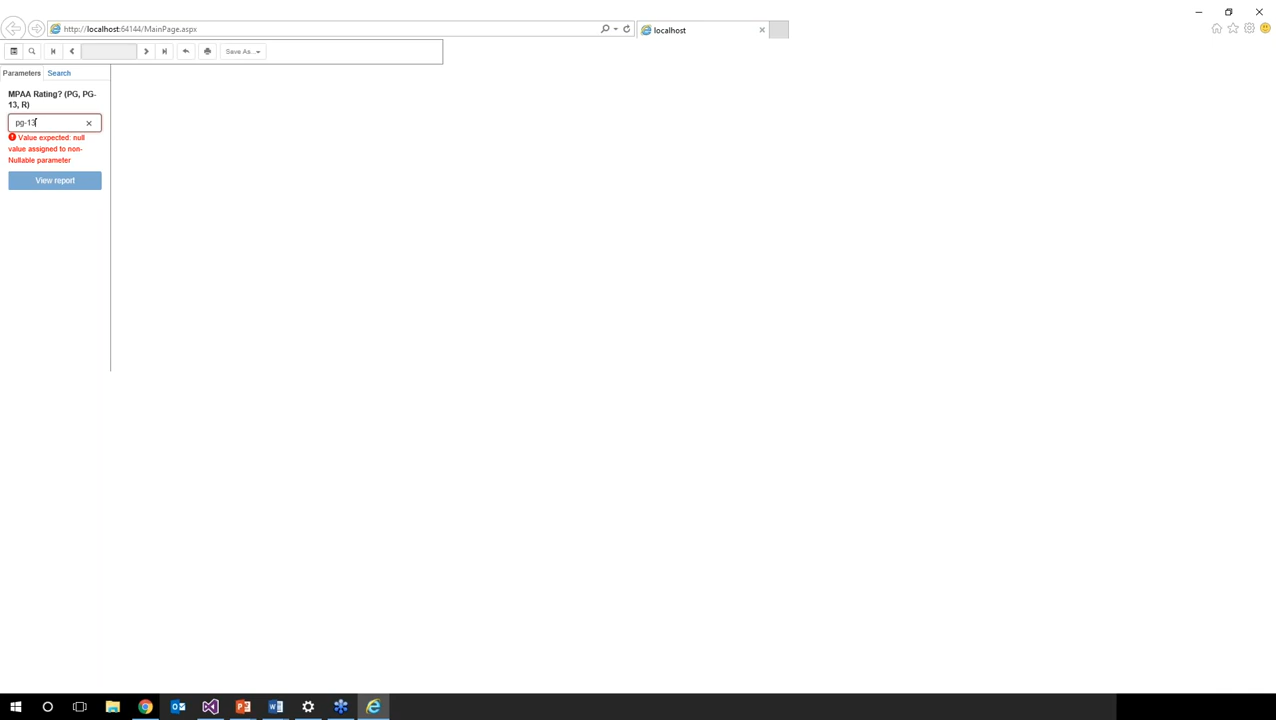 http://localhost:64144/MainPage.aspx
localhost
Save As...
Parameters
Search
MPAA Rating? (PG, PG-
13, R)
pg-13
Value expected: null
value assigned to non-
Nullable parameter
View report